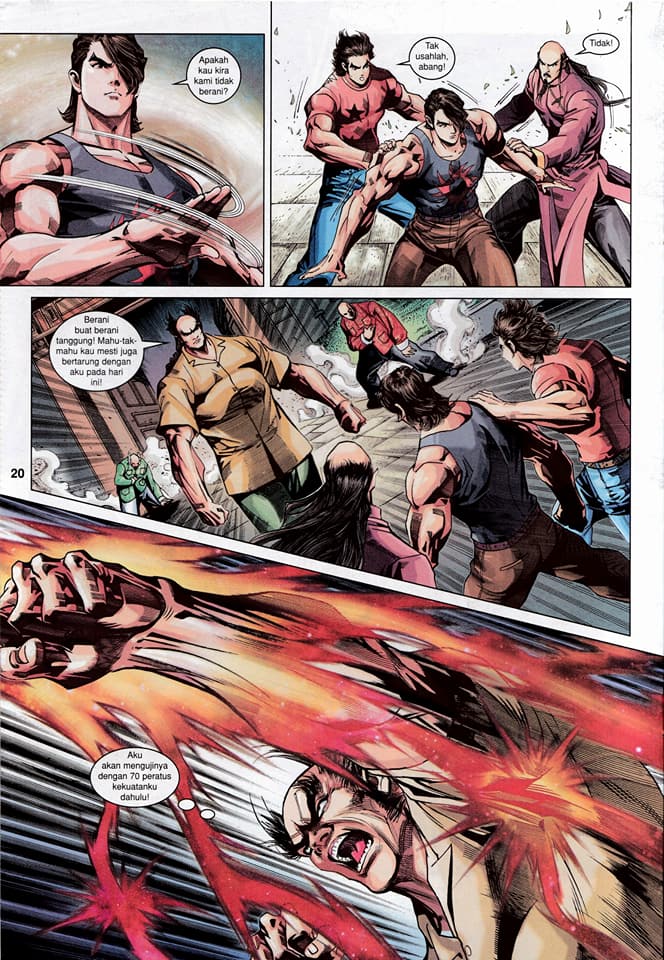 Apakah
kau kira
kami tidak
berani?
Tak
usahlah,
abang!
Tidak!
Berani
buat berani
tanggung! Mahu-tak-
mahu kau mesti juga
bertarung dengan
aku pada hari
ini!
20
Aku
akan mengujinya
dengan 70 peratus
kekuatanku
dahulu!